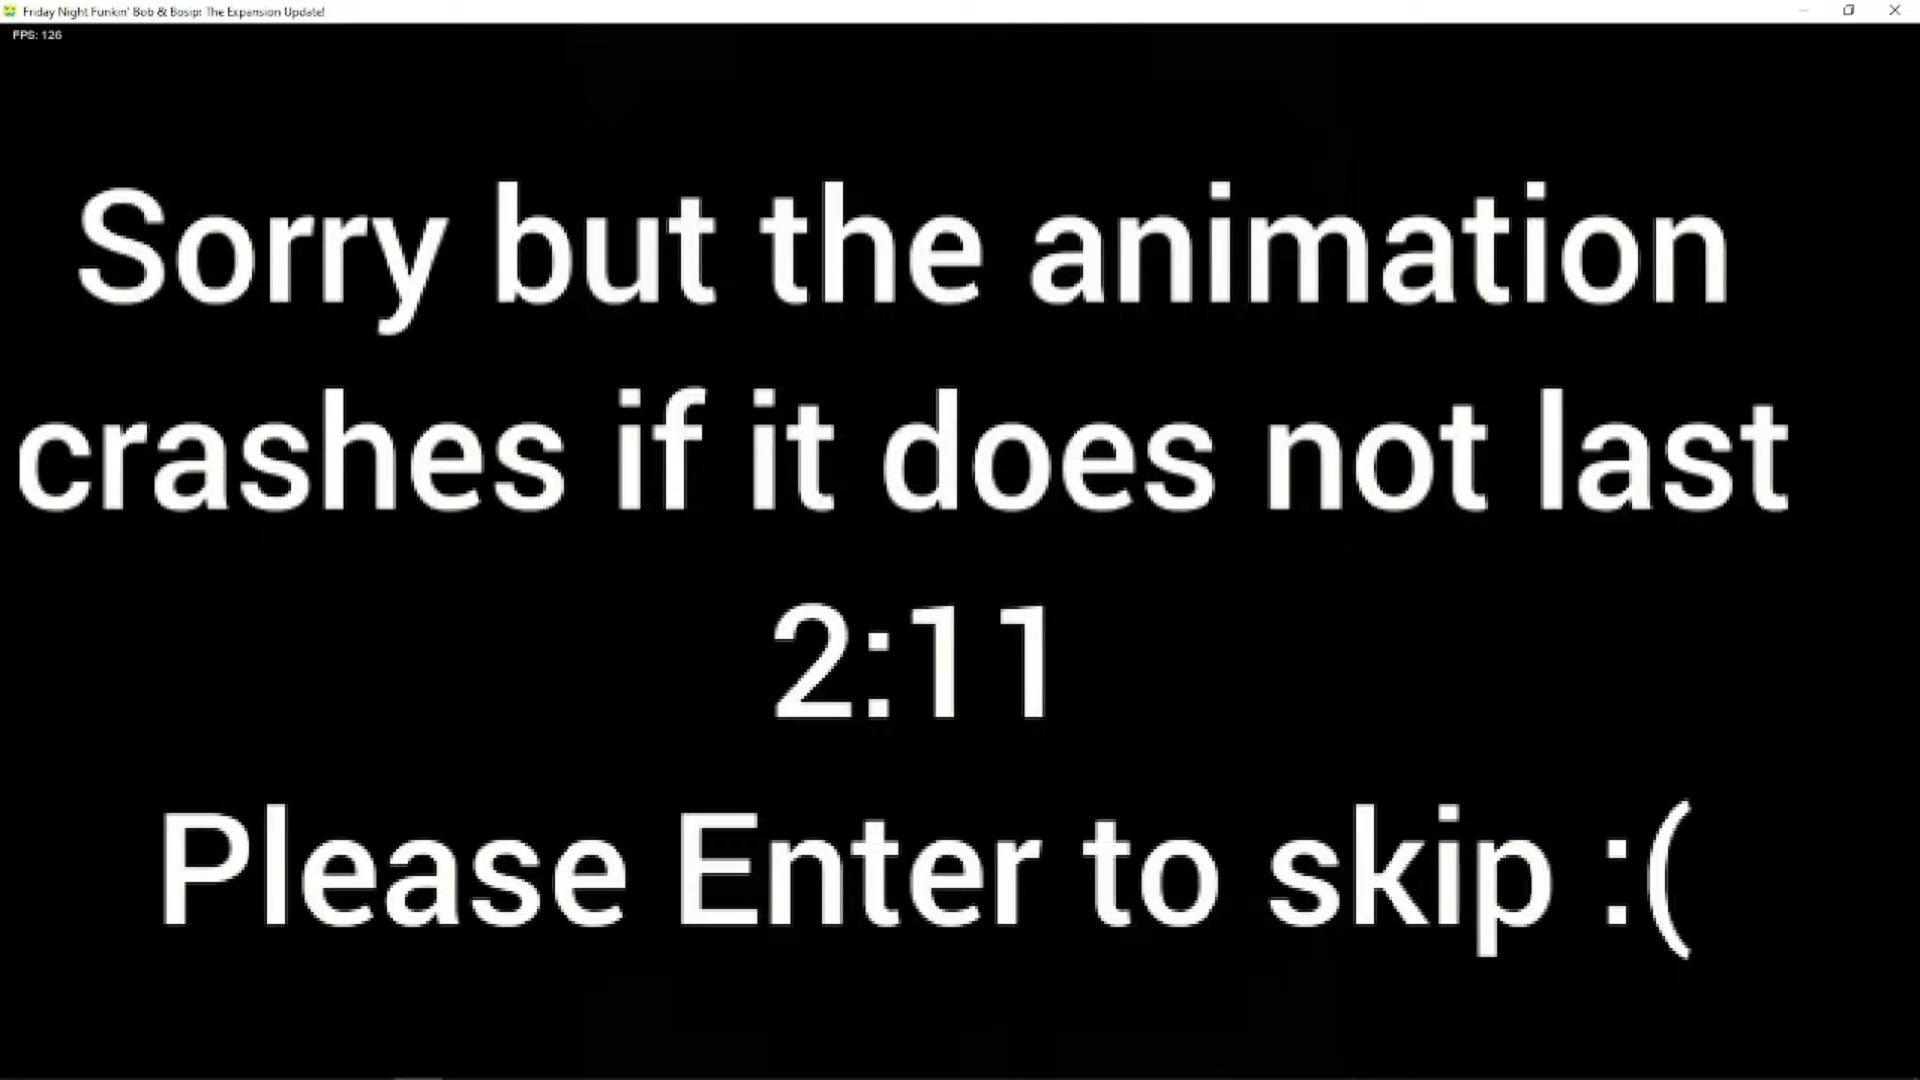 Friday Night Funkin' Bob & Bosip: The Expansion Update!
FPS: 126
Sorry but the animation
crashes if it does not last
2:11
Please Enter to skip :(